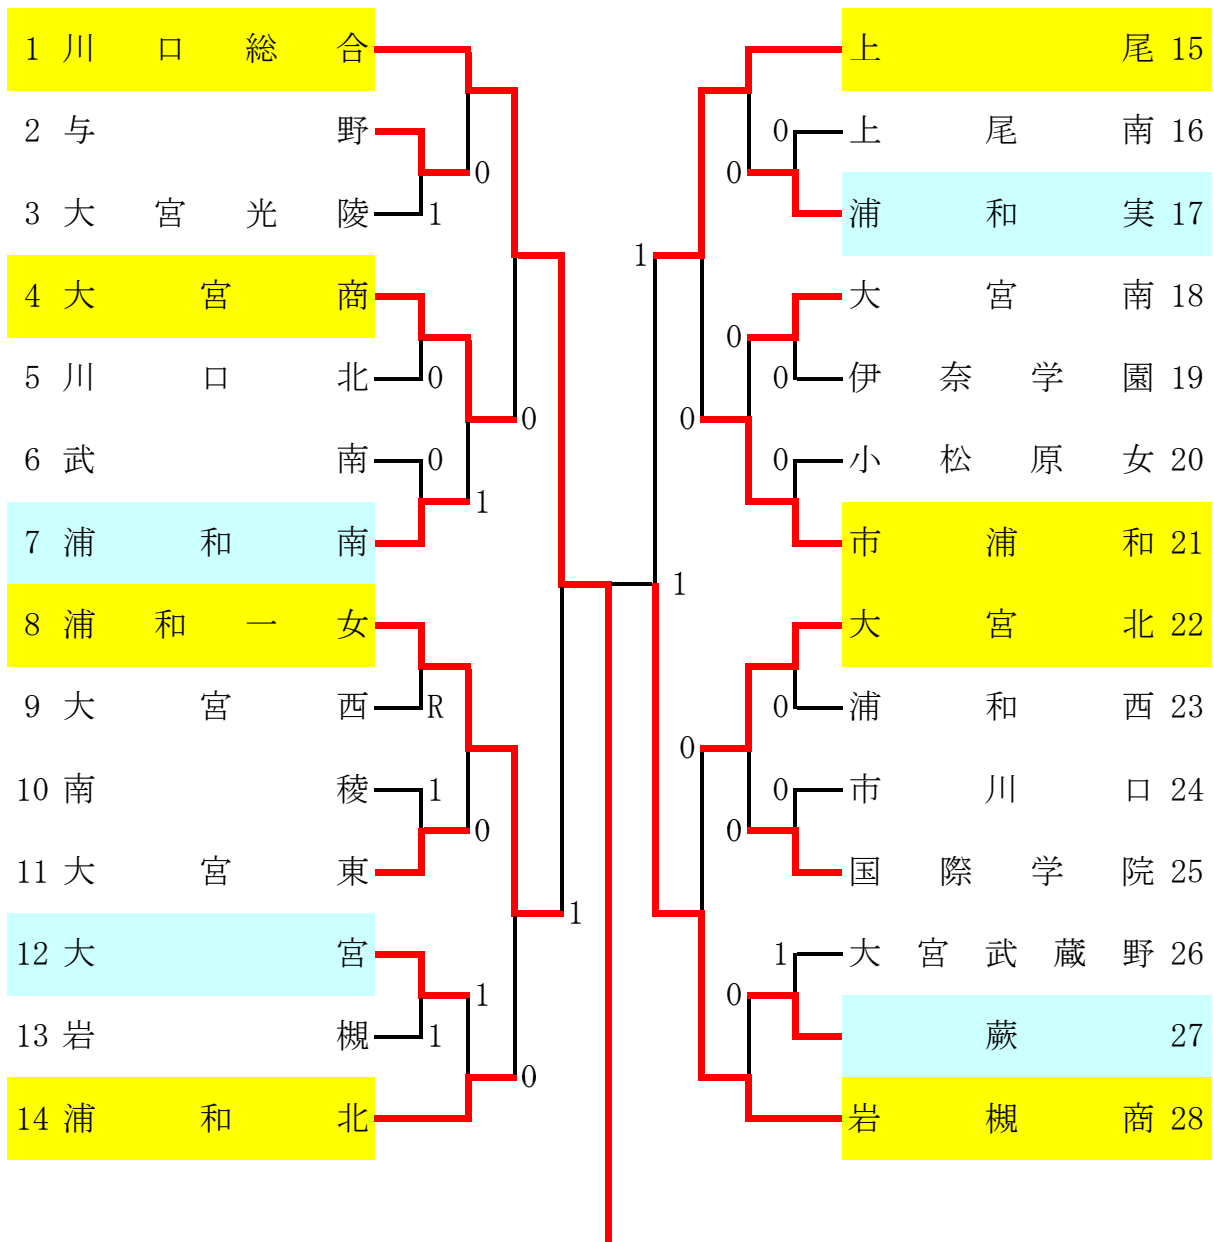 1 川口総合
2 与野
0
3 大宮光陵 1
4 大宮商
5 川口北 0
0
6 武南 0
1
7 浦和南
8 浦和一女
9 大宮西 R
10 南稜 1
0
11 大宮東
1
12 大宮
1
13 岩槻 1
0
14 浦和北
上尾 15
0 上尾南 16
0
浦和実 17
1
大宮南 18
0
0 伊奈学園 19
0
0 小松原女 20
市浦和 21
1
大宮北 22
0 浦和西 23
0
0 市川口 24
0
国際学院 25
1 大宮武蔵野 26
0
蕨 27
岩槻商 28